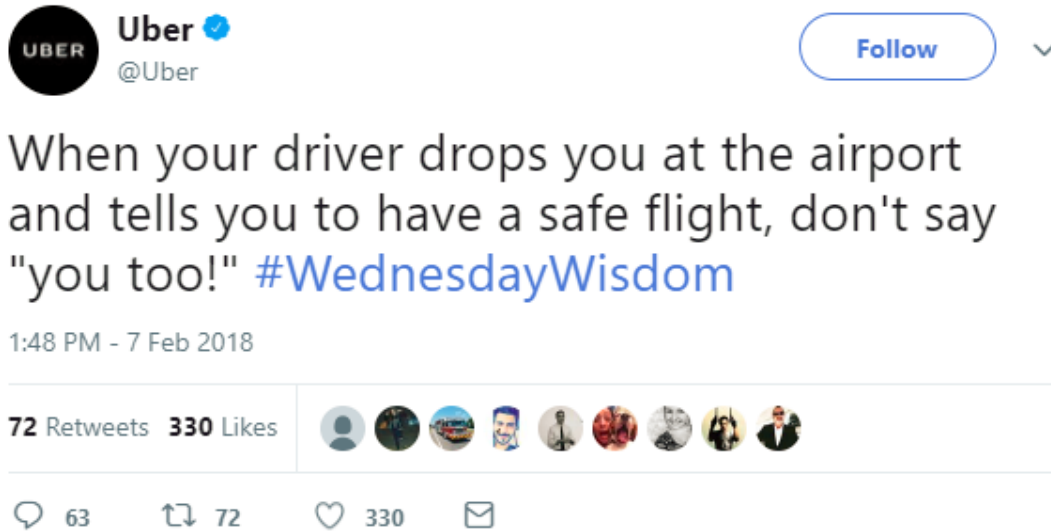 UBER
Uber
@Uber
Follow
When your driver drops you at the airport
and tells you to have a safe flight, don't say
"you too!" #WednesdayWisdom
1:48 PM - 7 Feb 2018
72 Retweets 330 Likes
63 72 330